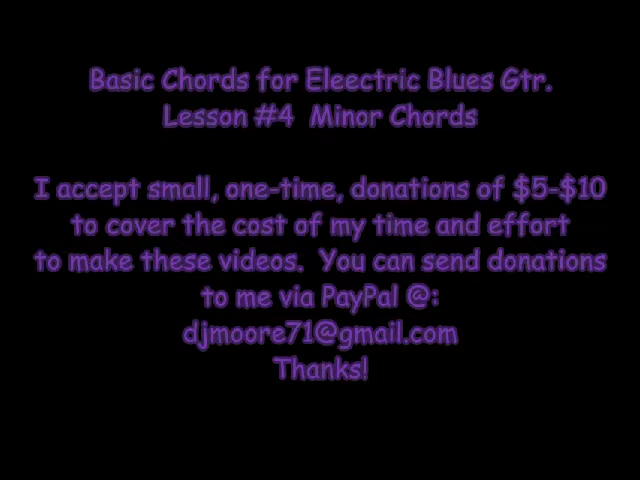 Basic Chords for Eleectric Blues Gtr.
Lesson #4 Minor Chords
I accept small, one-time, donations of $5-$10
to cover the cost of my time and effort
to make these videos. You can send donations
to me via PayPal @:
djmoore71@gmail.com
Thanks!